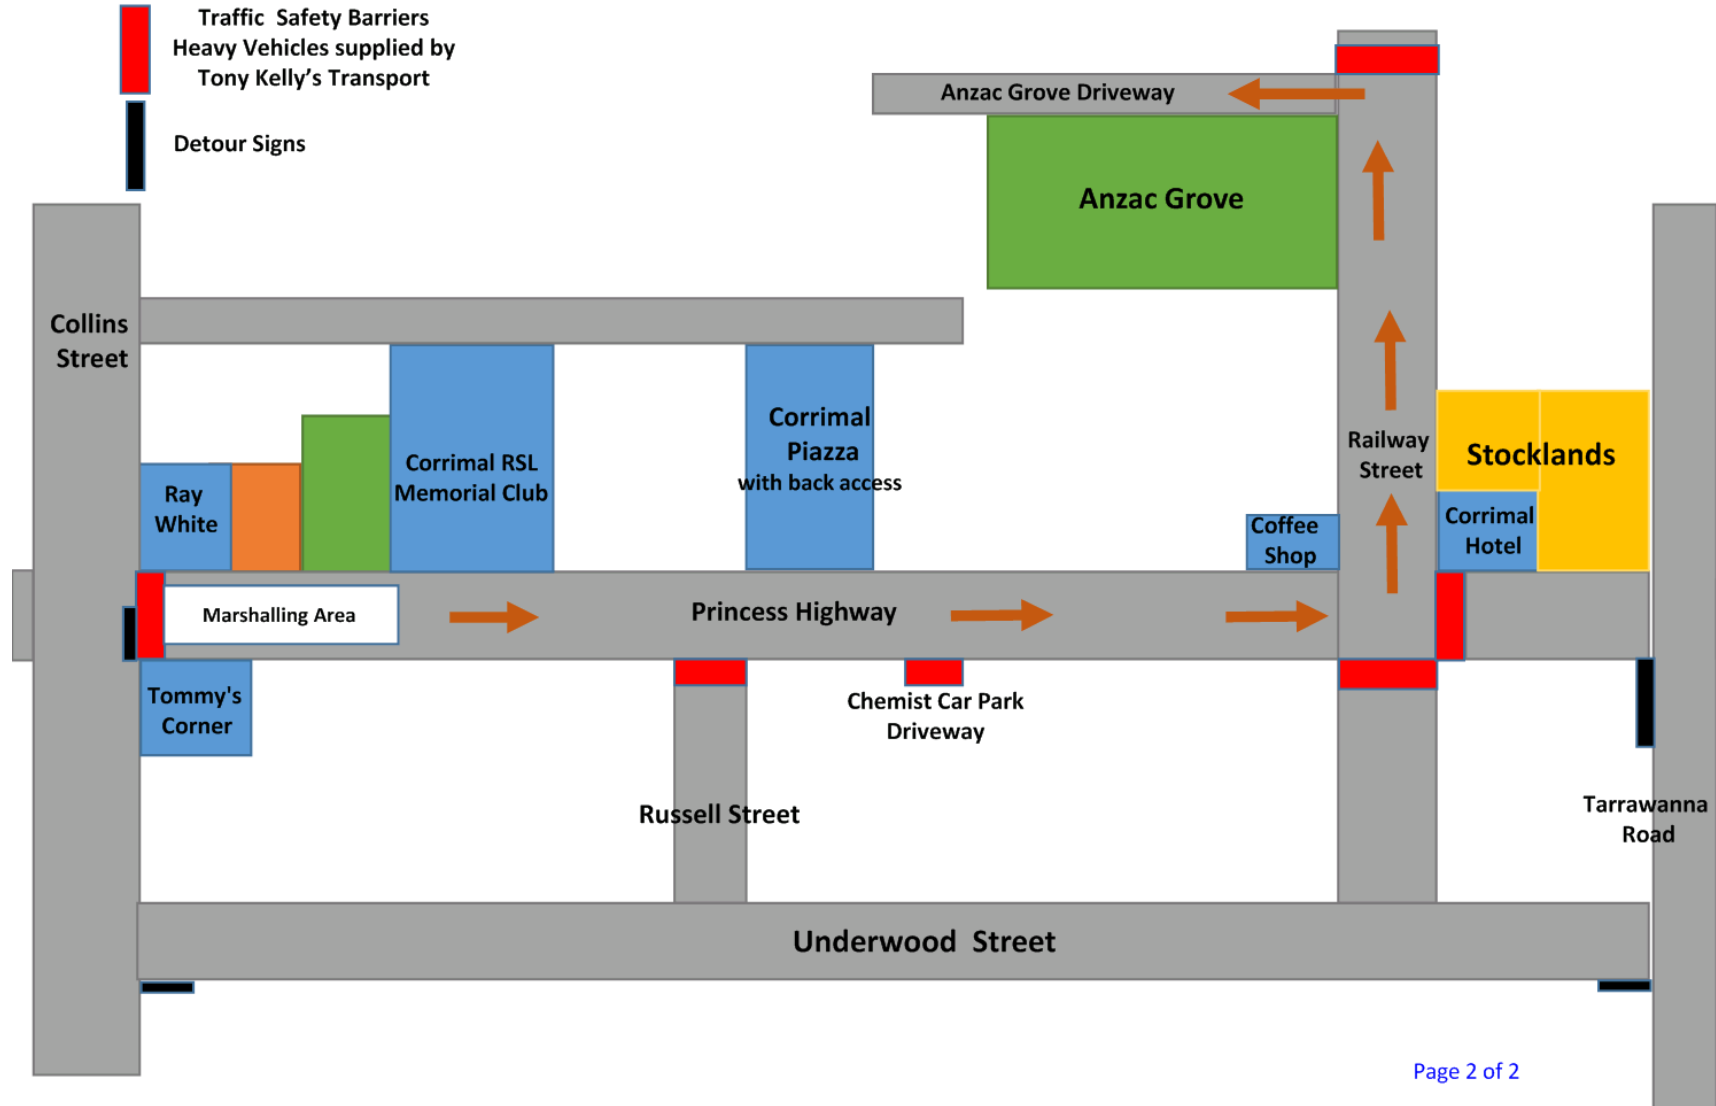 Traffic  Safety Barriers
Heavy Vehicles supplied by
Tony Kelly’s Transport
Detour Signs
Anzac Grove Driveway
Anzac Grove
Collins
Street
Corrimal
Piazza
with back access
Railway
Street
Stocklands
Corrimal RSL
Memorial Club
Ray
White
Coffee
Shop
Corrimal
Hotel
Marshalling Area
Princess Highway
Tommy's
Corner
Chemist Car Park
Driveway
Russell Street
Tarrawanna
Road
Underwood  Street
Page 2 of 2